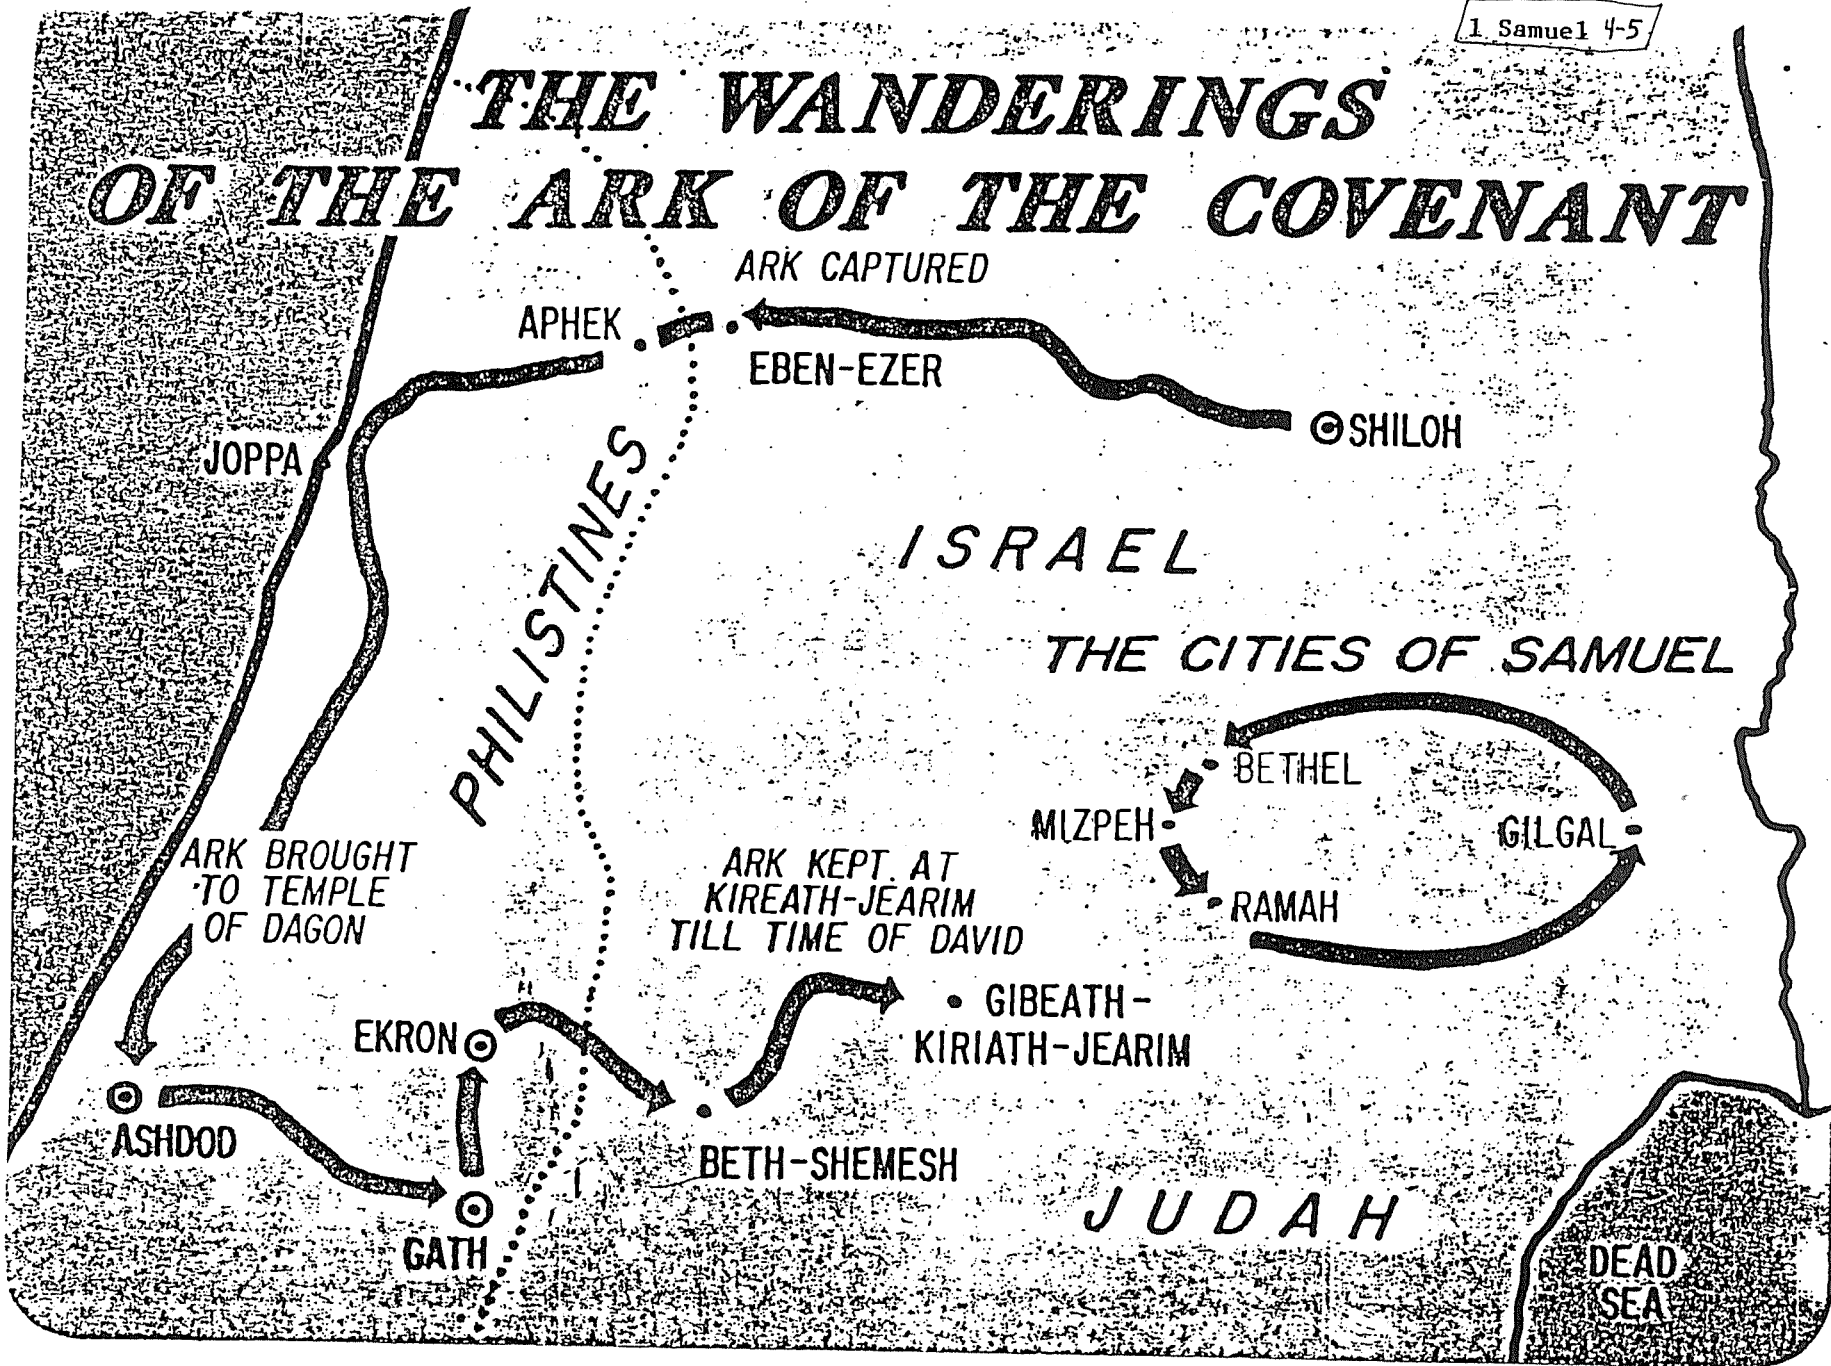 1 Samuel 4-5
THE WANDERINGS
OF THE ARK OF THE COVENANT
ARK CAPTURED
APHEK
EBEN-EZER
SHILOH
JOPPA
PHILISTINES
ISRAEL
THE CITIES OF SAMUEL
BETHEL
MIZPEH
GILGAL
RAMAH
ARK BROUGHT
TO TEMPLE
OF DAGON
ARK KEPT AT
KIREATH-JEARIM
TILL TIME OF DAVID
GIBEATH-
KIRIATH-JEARIM
EKRON
ASHDOD
BETH-SHEMESH
GATH
JUDAH
DEAD
SEA